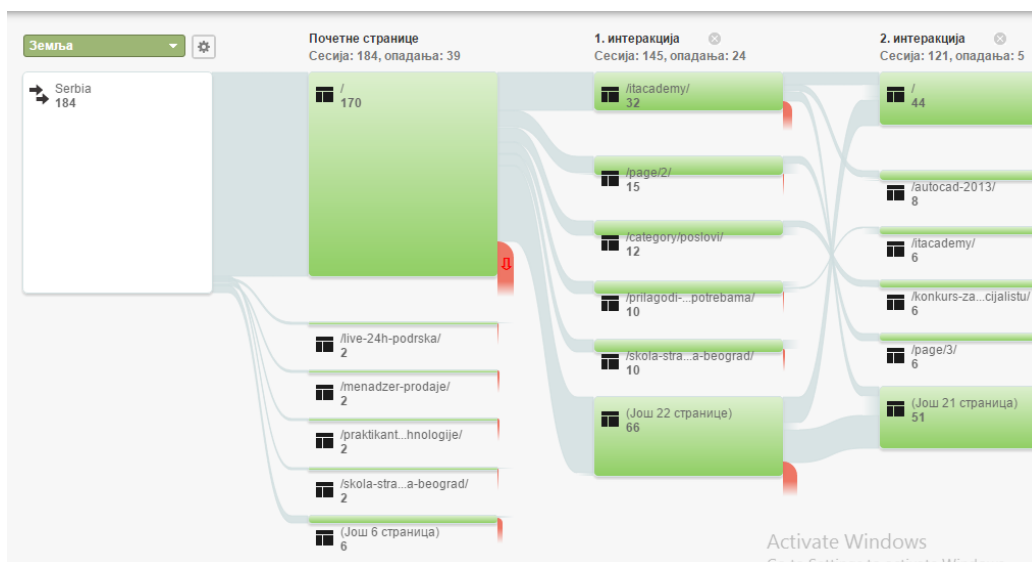 Земља
Serbia
184
Почетне странице
Сесија: 184, опадања: 39
/
170
/live-24h-podrska/
2
/menadzer-prodaje/
2
/praktikant...hnologije/
2
/skola-stra...a-beograd/
2
(Још 6 страница)
6
1. интеракција
Сесија: 145, опадања: 24
/itacademy/
32
/page/2/
15
/category/poslovi/
12
/prilagodi-...potrebama/
10
/skola-stra...a-beograd/
10
(Још 22 странице)
66
2. интеракција
Сесија: 121, опадања: 5
/
44
/autocad-2013/
8
/itacademy/
6
/konkurs-za...cijalistu/
6
/page/3/
6
(Још 21 страница)
51
Activate Windows